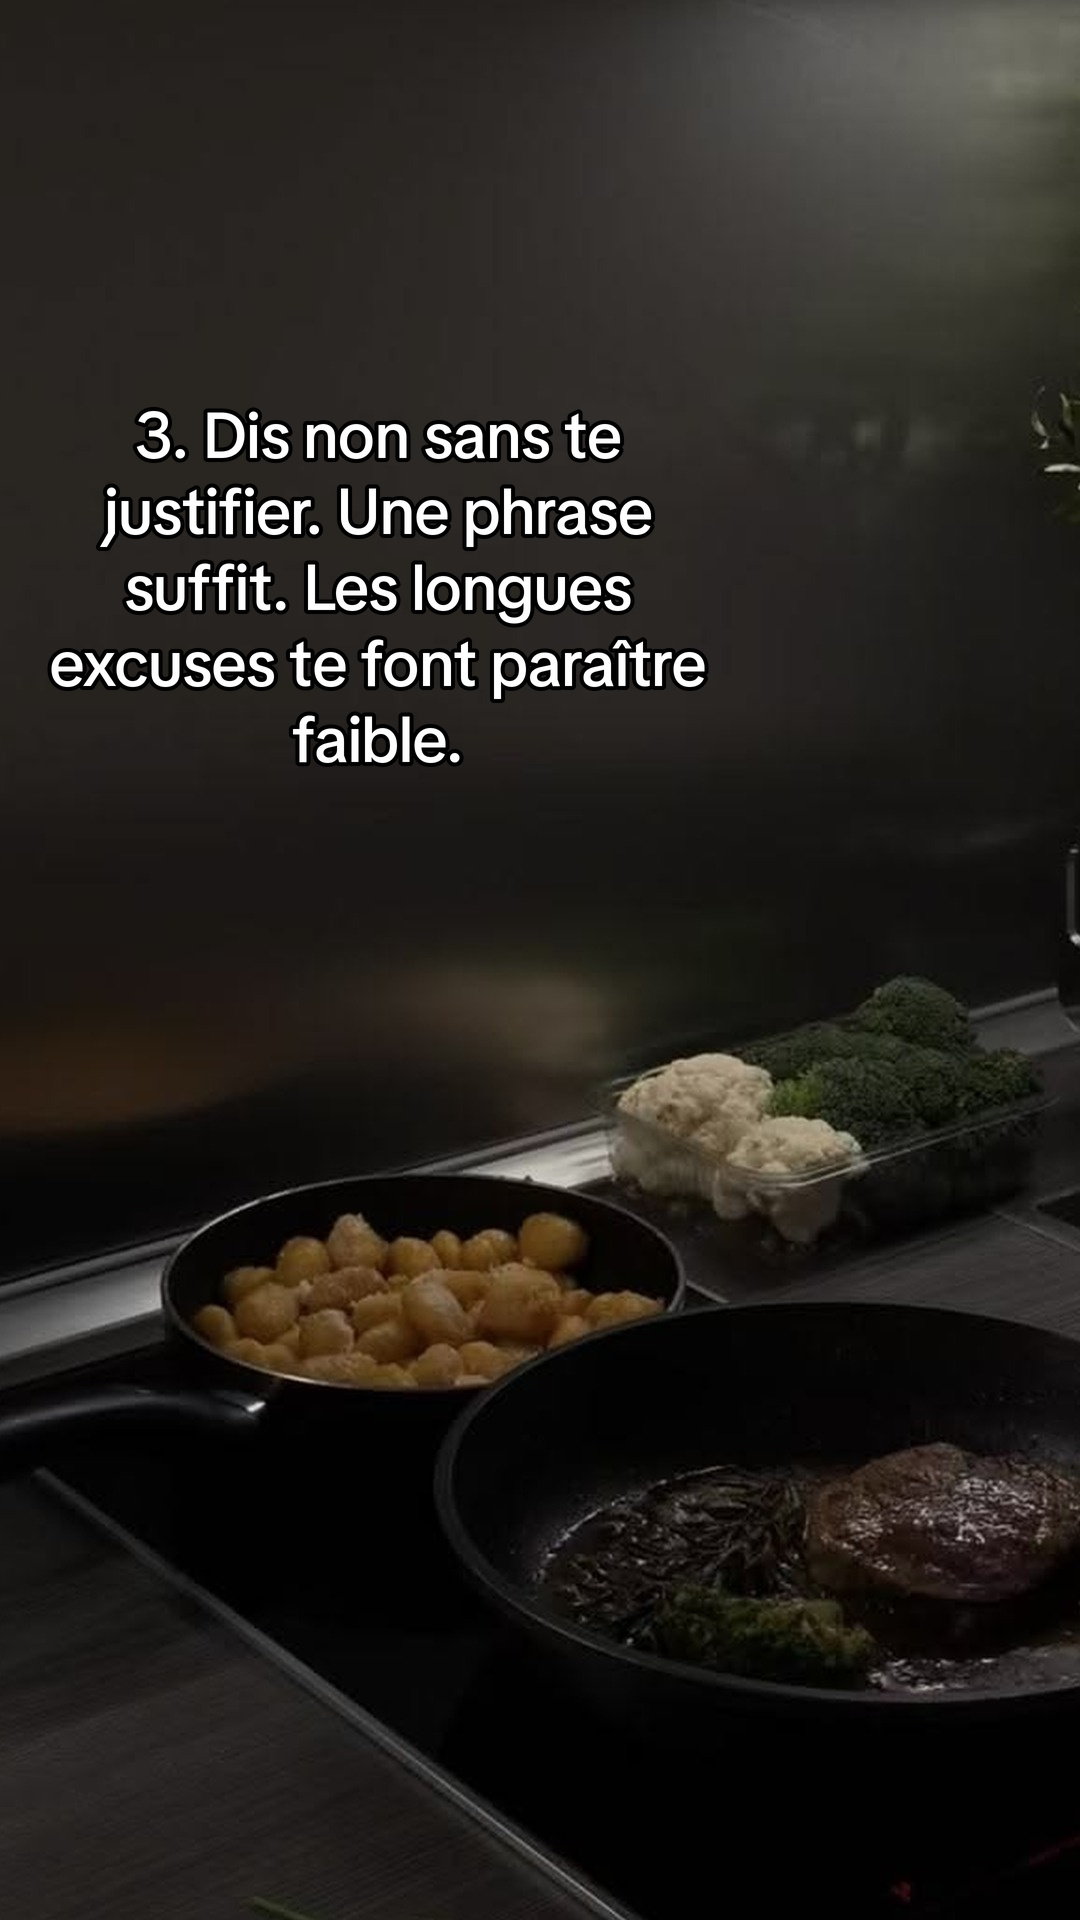 3. Dis non sans te
justifier. Une phrase
suffit. Les longues
excuses te font paraître
faible.